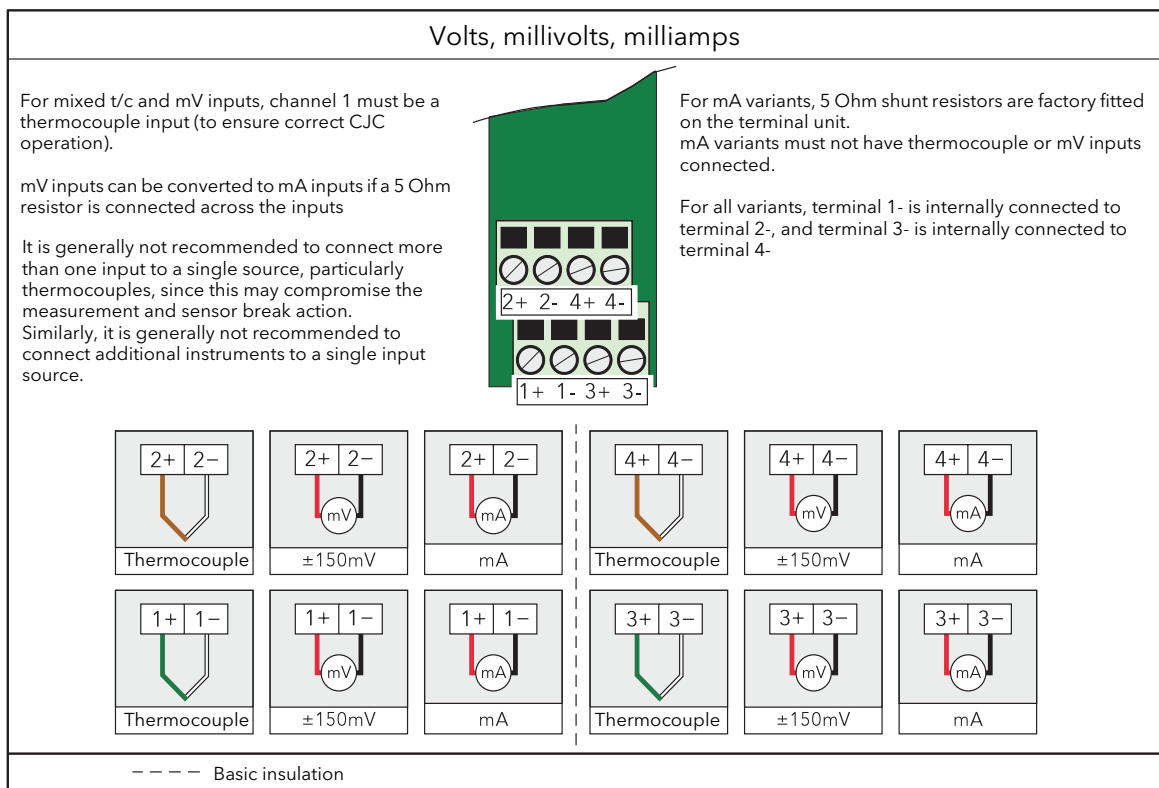 Volts, millivolts, milliamps
For mixed t/c and mV inputs, channel 1 must be a
thermocouple input (to ensure correct CJC
operation).
mV inputs can be converted to mA inputs if a 5 Ohm
resistor is connected across the inputs
It is generally not recommended to connect more
than one input to a single source, particularly
thermocouples, since this may compromise the
measurement and sensor break action.
Similarly, it is generally not recommended to
connect additional instruments to a single input
source.
2+ 2- 4+ 4-
1+ 1- 3+ 3-
For mA variants, 5 Ohm shunt resistors are factory fitted
on the terminal unit.
mA variants must not have thermocouple or mV inputs
connected.
For all variants, terminal 1- is internally connected to
terminal 2-, and terminal 3- is internally connected to
terminal 4-
2+ 2−
Thermocouple
2+ 2−
mV
±150mV
2+ 2−
mA
mA
4+ 4−
Thermocouple
4+ 4−
mV
±150mV
4+ 4−
mA
mA
1+ 1−
Thermocouple
1+ 1−
mV
±150mV
1+ 1−
mA
mA
3+ 3−
Thermocouple
3+ 3−
mV
±150mV
3+ 3−
mA
mA
Basic insulation